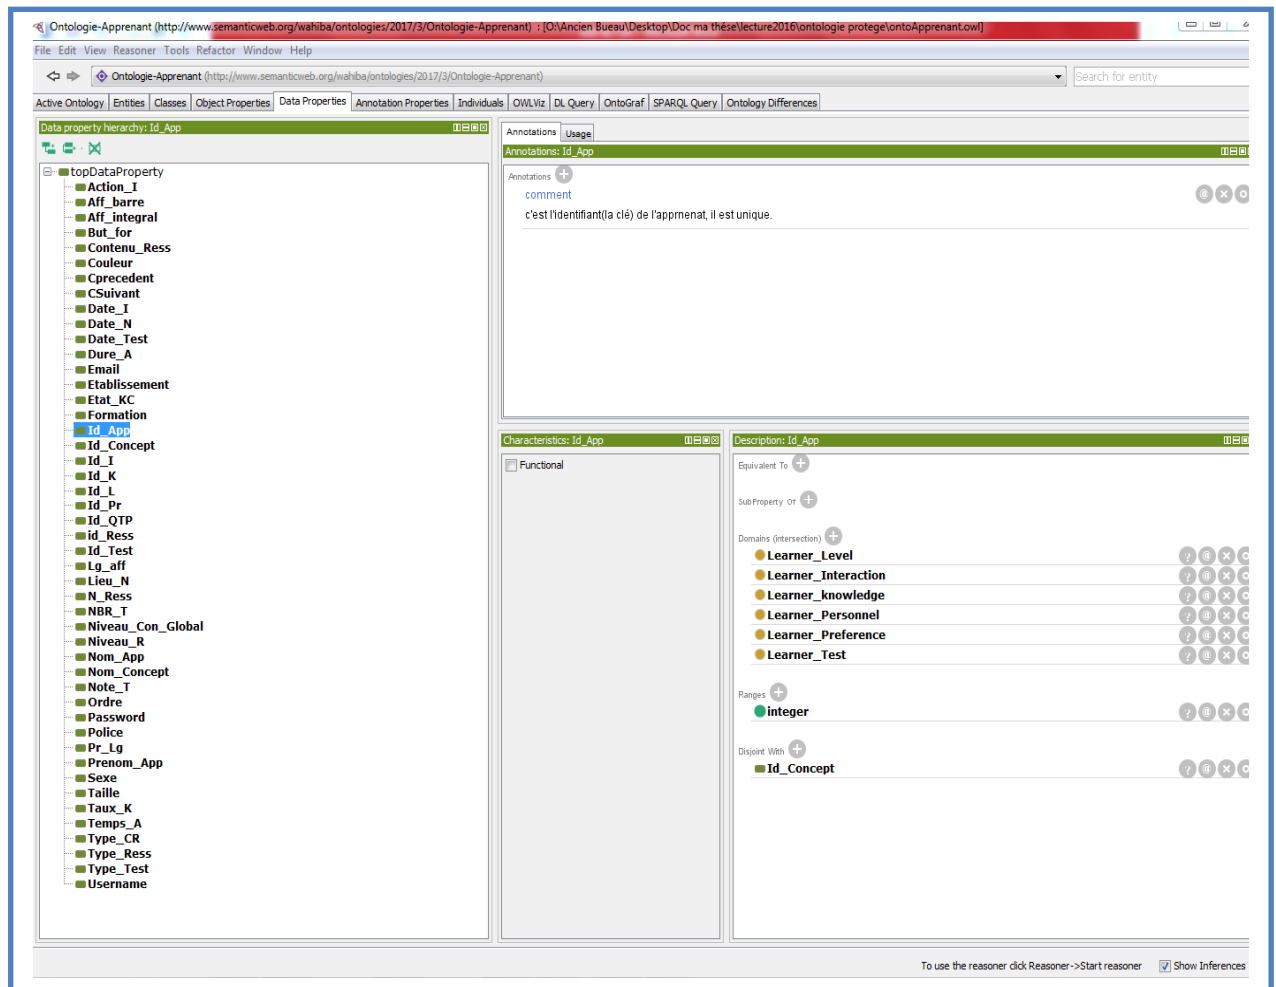 Ontologie-Apprenant (http://www.semanticweb.org/wahiba/ontologies/2017/3/Ontologie-Apprenant) : [O:\Ancien Bueau\Desktop\Doc ma thése\lecture2016\ontologie protege\ontoApprenant.owl]
File Edit View Reasoner Tools Refactor Window Help
Ontologie-Apprenant (http://www.semanticweb.org/wahiba/ontologies/2017/3/Ontologie-Apprenant)
Search for entity
Active Ontology Entities Classes Object Properties Data Properties Annotation Properties Individuals OWLViz DL Query OntoGraf SPARQL Query Ontology Differences
Data property hierarchy: Id_App
topDataProperty
Action_I
Aff_barre
Aff_integral
But_for
Contenu_Ress
Couleur
Cprecedent
CSuivant
Date_I
Date_N
Date_Test
Dure_A
Email
Etablissement
Etat_KC
Formation
Id_App
Id_Concept
Id_I
Id_K
Id_L
Id_Pr
Id_QTP
id_Ress
Id_Test
Lg_aff
Lieu_N
N_Ress
NBR_T
Niveau_Con_Global
Niveau_R
Nom_App
Nom_Concept
Note_T
Ordre
Password
Police
Pr_Lg
Prenom_App
Sexe
Taille
Taux_K
Temps_A
Type_CR
Type_Ress
Type_Test
Username
Annotations Usage
Annotations: Id_App
Annotations
comment
c'est l'identifiant(la clé) de l'apprnenat, il est unique.
Characteristics: Id_App
Functional
Description: Id_App
Equivalent To
SubProperty Of
Domains (intersection)
Learner_Level
Learner_Interaction
Learner_knowledge
Learner_Personnel
Learner_Preference
Learner_Test
Ranges
integer
Disjoint With
Id_Concept
To use the reasoner click Reasoner->Start reasoner Show Inferences